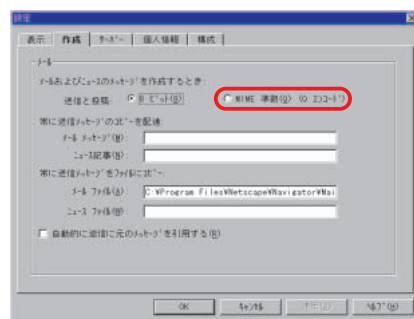 設定
表示 作成 ｻｰﾊﾞｰ 個人情報 構成
ﾒｰﾙ
ﾒｰﾙおよびﾆｭｰｽのﾒｯｾｰｼﾞを作成するとき:
送信と投稿 8 ﾋﾞｯﾄ(B) MIME 準拠(Q) (Q ｴﾝｺｰﾄﾞ)
常に送信ﾒｯｾｰｼﾞのｺﾋﾟｰを配達:
ﾒｰﾙ ﾒｯｾｰｼﾞ(M):
ﾆｭｰｽ記事(N):
常に送信ﾒｯｾｰｼﾞをﾌｧｲﾙにｺﾋﾟｰ:
ﾒｰﾙ ﾌｧｲﾙ(A): C:¥Program Files¥Netscape¥Navigator¥Mai
ﾆｭｰｽ ﾌｧｲﾙ(W):
自動的に返信に元のﾒｯｾｰｼﾞを引用する(R)
OK ｷｬﾝｾﾙ ﾍﾙﾌﾟ(H)